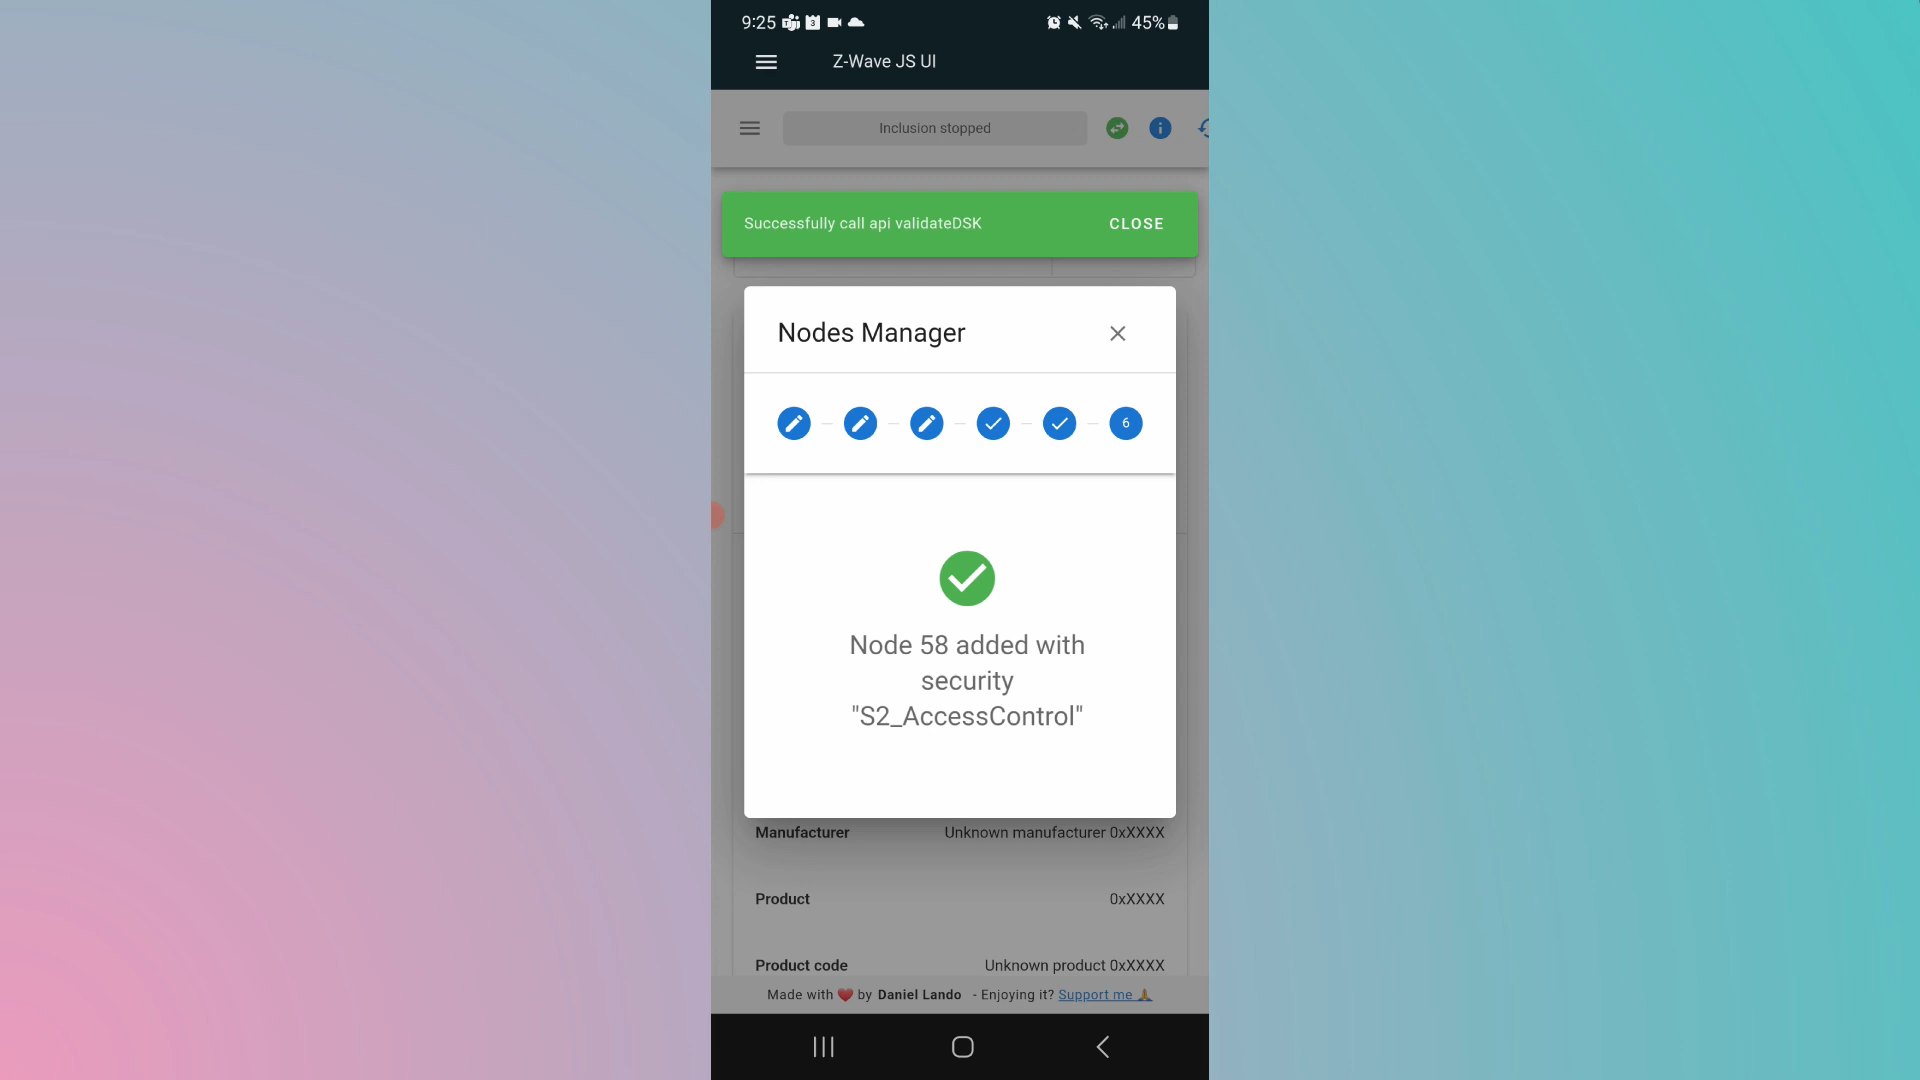 9:25 45%
Z-Wave JS UI
Inclusion stopped
Successfully call api validateDSK CLOSE
Nodes Manager
6
Node 58 added with
security
"S2_AccessControl"
Manufacturer Unknown manufacturer 0xXXXX
Product 0xXXXX
Product code Unknown product 0xXXXX
Made with ❤️ by Daniel Lando - Enjoying it? Support me 🙏